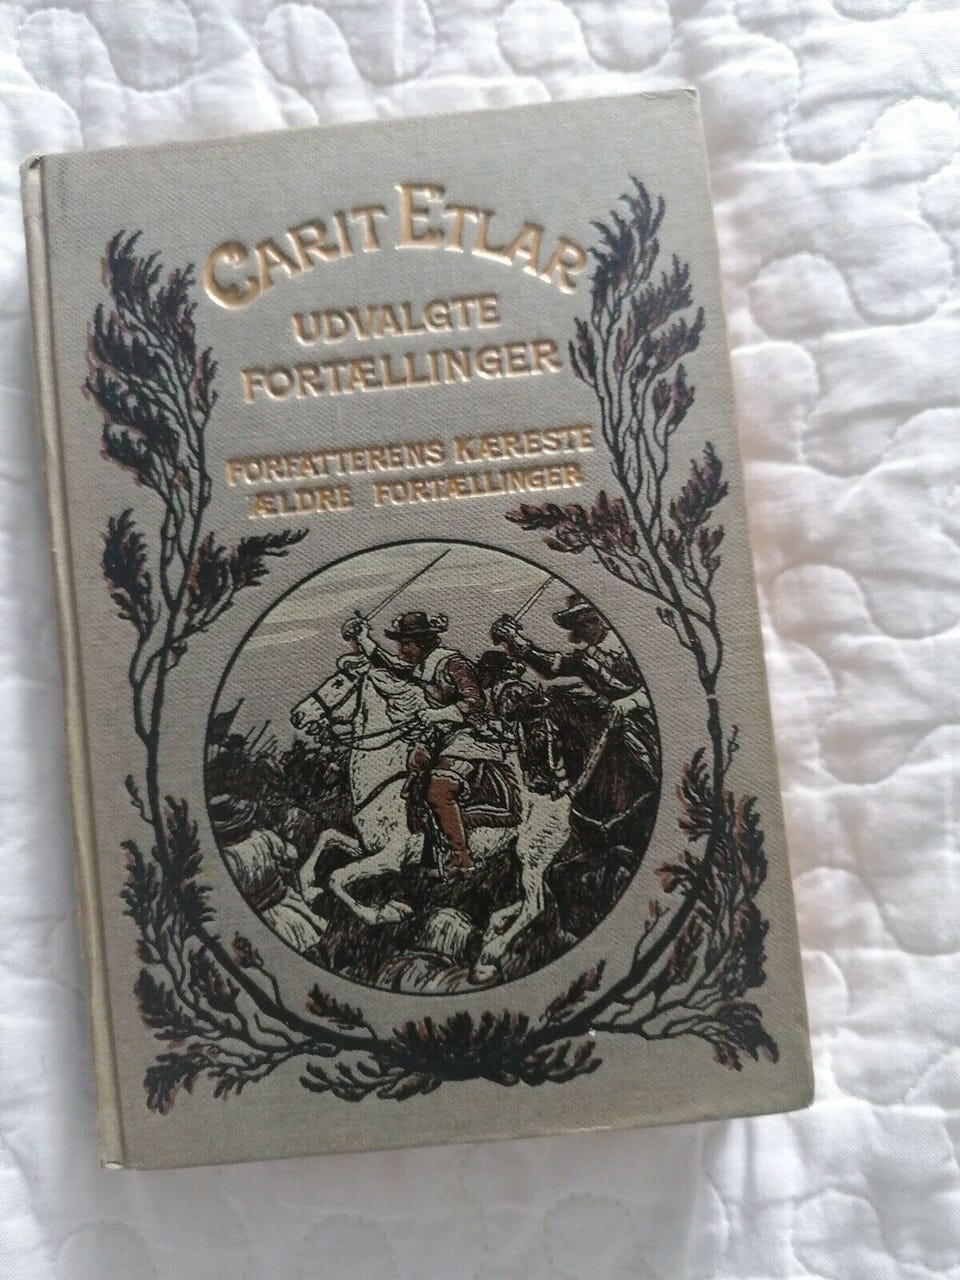 CARIT ETLAR
UDVALGTE
FORTÆLLINGER
FORFATTERENS KÆRESTE
ÆLDRE FORTÆLLINGER